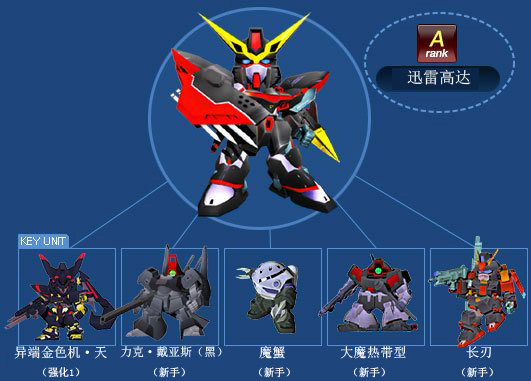 A
rank
迅雷高达
KEY UNIT
异端金色机·天
(强化1)
力克·戴亚斯(黑)
(新手)
魔蟹
(新手)
大魔热带型
(新手)
长刃
(新手)